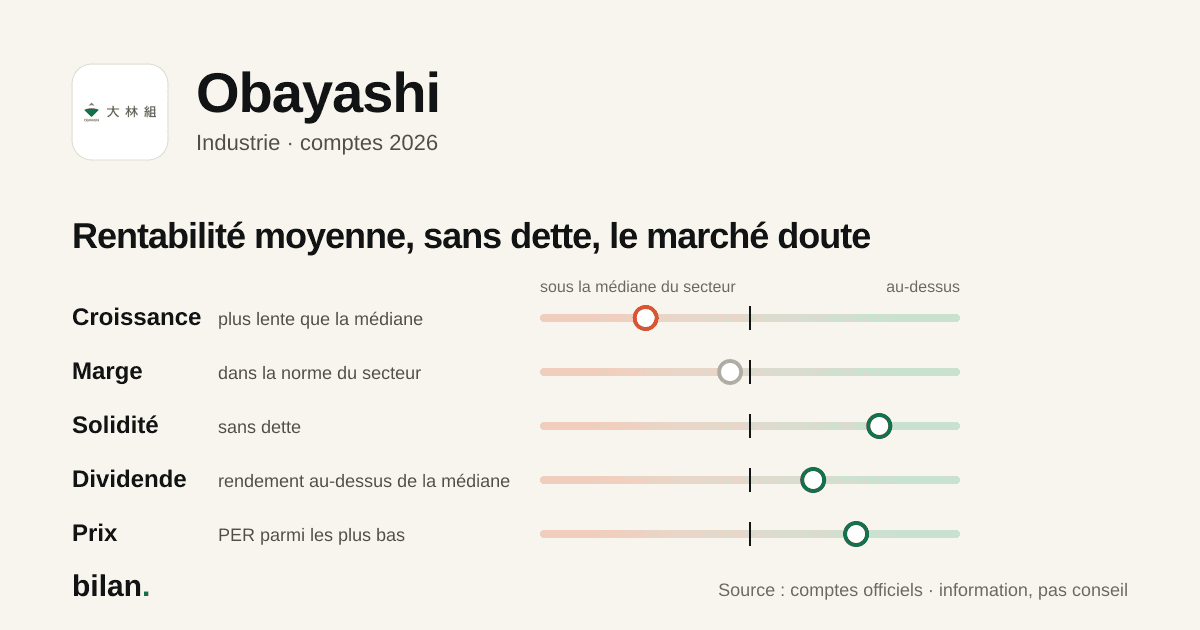 大林組
Obayashi
Industrie · comptes 2026
Rentabilité moyenne, sans dette, le marché doute
sous la médiane du secteur au-dessus
Croissance plus lente que la médiane
Marge dans la norme du secteur
Solidité sans dette
Dividende rendement au-dessus de la médiane
Prix PER parmi les plus bas
bilan.
Source : comptes officiels · information, pas conseil